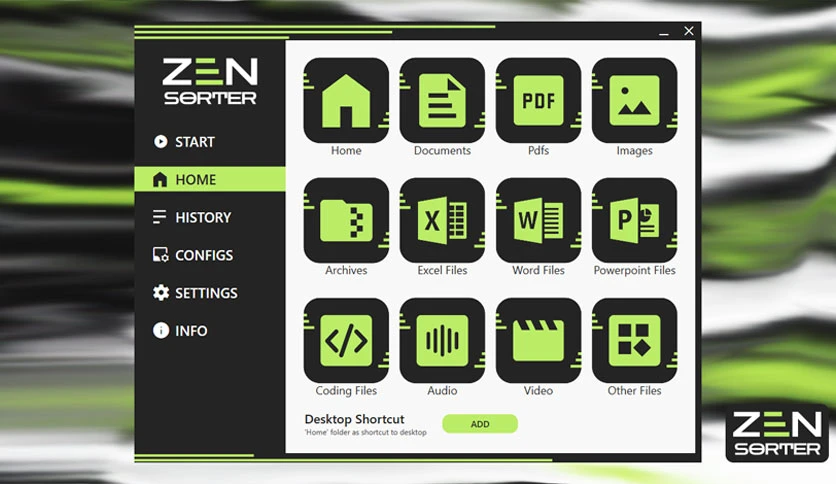 ZEN
SORTER
START
HOME
HISTORY
CONFIGS
SETTINGS
INFO
Home
Documents
PDF
Pdfs
Images
Archives
X
Excel Files
W
Word Files
P
Powerpoint Files
</>
Coding Files
Audio
Video
Other Files
Desktop Shortcut
'Home' folder as shortcut to desktop
ADD
ZEN
SORTER